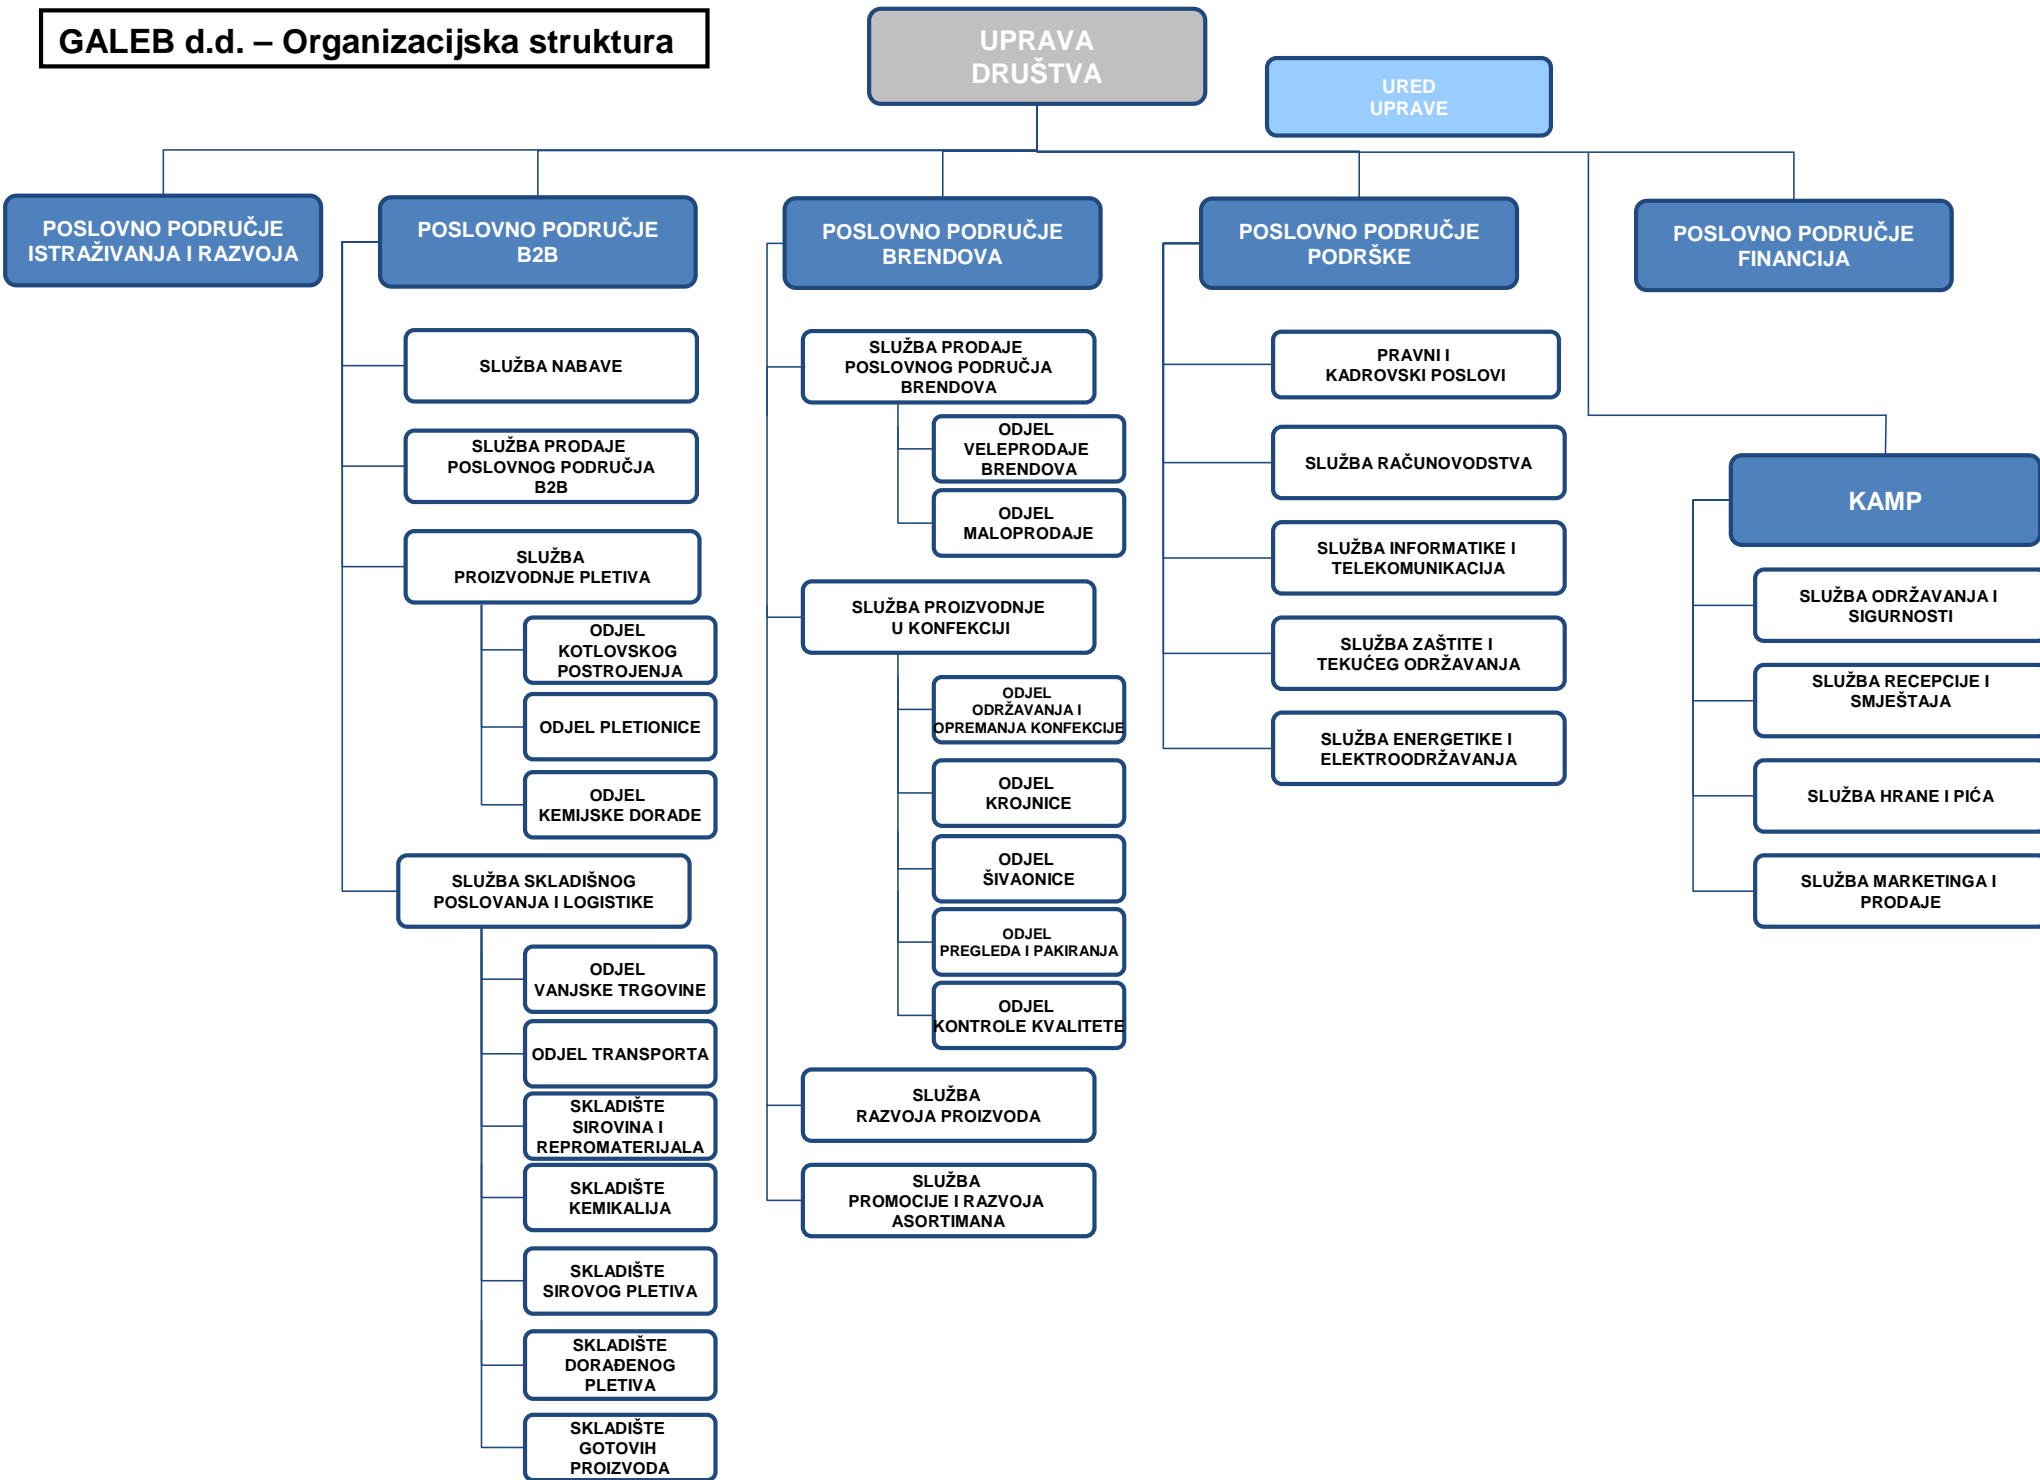 GALEB d.d. – Organizacijska struktura
UPRAVA
DRUŠTVA
URED
UPRAVE
POSLOVNO PODRUČJE
ISTRAŽIVANJA I RAZVOJA
POSLOVNO PODRUČJE
B2B
SLUŽBA NABAVE
SLUŽBA PRODAJE
POSLOVNOG PODRUČJA
B2B
SLUŽBA
PROIZVODNJE PLETIVA
ODJEL
KOTLOVSKOG
POSTROJENJA
ODJEL PLETIONICE
ODJEL
KEMIJSKE DORADE
SLUŽBA SKLADIŠNOG
POSLOVANJA I LOGISTIKE
ODJEL
VANJSKE TRGOVINE
ODJEL TRANSPORTA
SKLADIŠTE
SIROVINA I
REPROMATERIJALA
SKLADIŠTE
KEMIKALIJA
SKLADIŠTE
SIROVOG PLETIVA
SKLADIŠTE
DORAĐENOG
PLETIVA
SKLADIŠTE
GOTOVIH
PROIZVODA
POSLOVNO PODRUČJE
BRENDOVA
SLUŽBA PRODAJE
POSLOVNOG PODRUČJA
BRENDOVA
ODJEL
VELEPRODAJE
BRENDOVA
ODJEL
MALOPRODAJE
SLUŽBA PROIZVODNJE
U KONFEKCIJI
ODJEL
ODRŽAVANJA I
OPREMANJA KONFEKCIJE
ODJEL
KROJNICE
ODJEL
ŠIVAONICE
ODJEL
PREGLEDA I PAKIRANJA
ODJEL
KONTROLE KVALITETE
SLUŽBA
RAZVOJA PROIZVODA
SLUŽBA
PROMOCIJE I RAZVOJA
ASORTIMANA
POSLOVNO PODRUČJE
PODRŠKE
PRAVNI I
KADROVSKI POSLOVI
SLUŽBA RAČUNOVODSTVA
SLUŽBA INFORMATIKE I
TELEKOMUNIKACIJA
SLUŽBA ZAŠTITE I
TEKUĆEG ODRŽAVANJA
SLUŽBA ENERGETIKE I
ELEKTROODRŽAVANJA
POSLOVNO PODRUČJE
FINANCIJA
KAMP
SLUŽBA ODRŽAVANJA I
SIGURNOSTI
SLUŽBA RECEPCIJE I
SMJEŠTAJA
SLUŽBA HRANE I PIĆA
SLUŽBA MARKETINGA I
PRODAJE